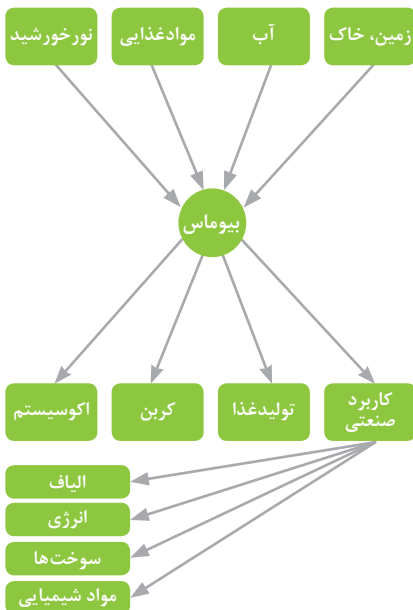 زمین، خاک
آب
موادغذایی
نورخورشید
بیوماس
کاربرد
صنعتی
تولیدغذا
کربن
اکوسیستم
الیاف
انرژی
سوخت‌ها
مواد شیمیایی